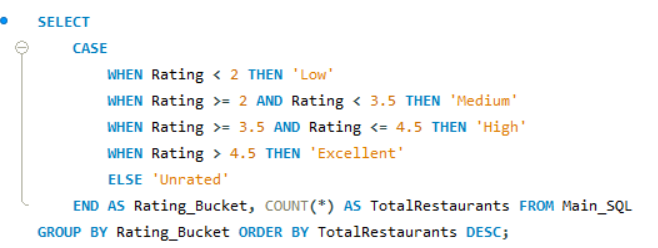 SELECT
CASE
WHEN Rating < 2 THEN 'Low'
WHEN Rating >= 2 AND Rating < 3.5 THEN 'Medium'
WHEN Rating >= 3.5 AND Rating <= 4.5 THEN 'High'
WHEN Rating > 4.5 THEN 'Excellent'
ELSE 'Unrated'
END AS Rating_Bucket, COUNT(*) AS TotalRestaurants FROM Main_SQL
GROUP BY Rating_Bucket ORDER BY TotalRestaurants DESC;